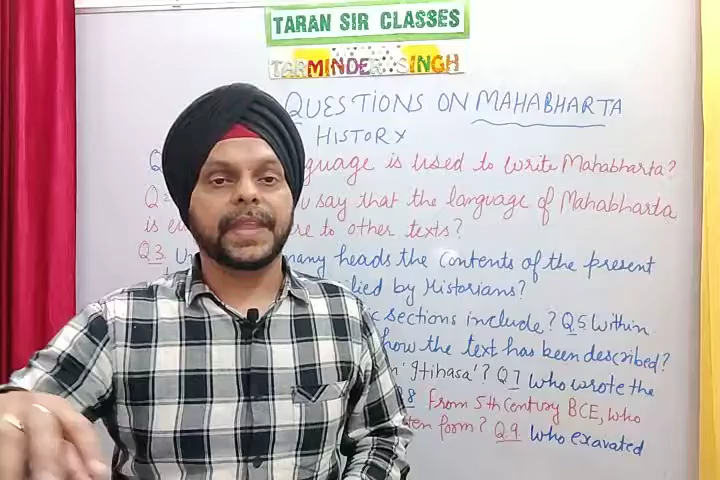 TARAN SIR CLASSES
TARMINDER SINGH
QUESTIONS ON MAHABHARTA
HISTORY
is used to write Mahabharta?
Q2 say that the language of Mahabharta
is to other texts?
Q3 many heads the contents of the present
by Historians?
sections include? Q5 Within
how the text has been described?
'Itihasa'? Q7 Who wrote the
8 From 5th Century BCE, who
form? Q.9 Who exavated